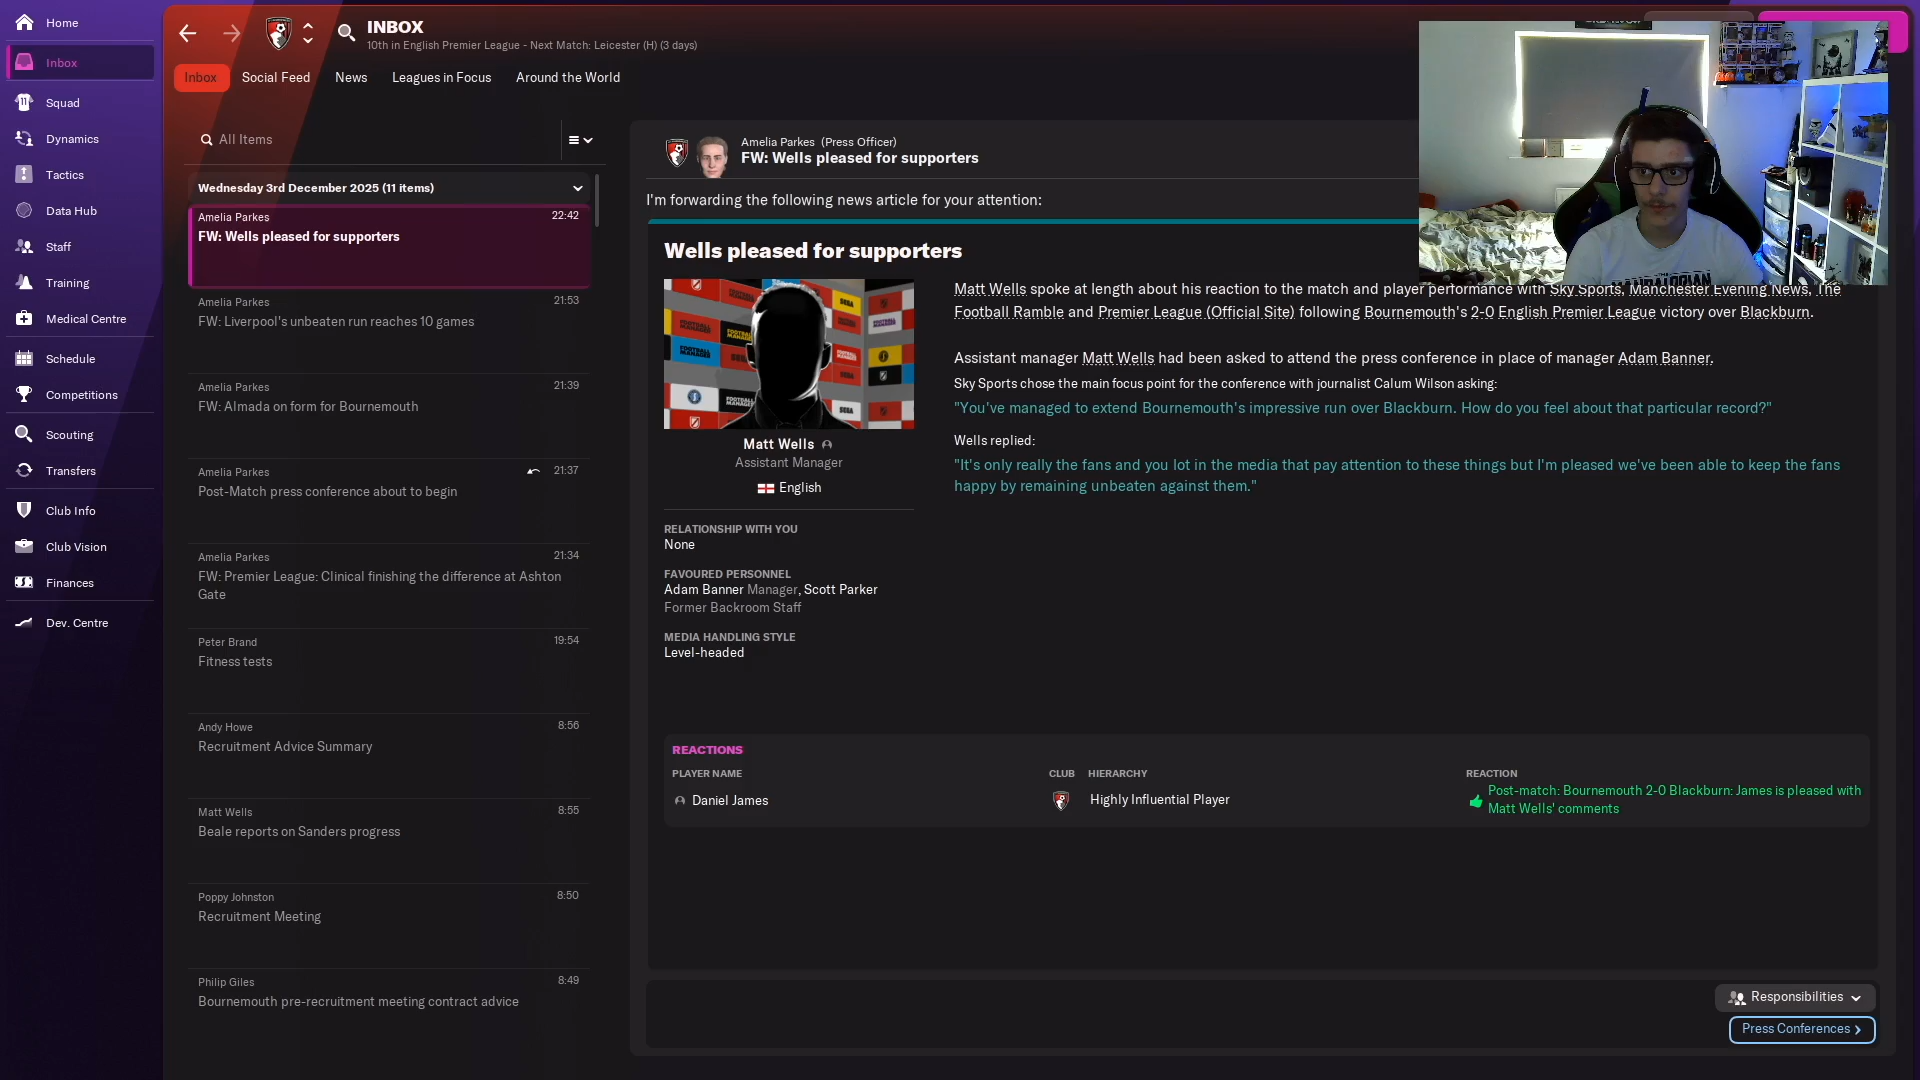 Home
Inbox
Squad
Dynamics
Tactics
Data Hub
Staff
Training
Medical Centre
Schedule
Competitions
Scouting
Transfers
Club Info
Club Vision
Finances
Dev. Centre
INBOX
10th in English Premier League - Next Match: Leicester (H) (3 days)
Inbox
Social Feed
News
Leagues in Focus
Around the World
All Items
Wednesday 3rd December 2025 (11 items)
Amelia Parkes
22:42
FW: Wells pleased for supporters
Amelia Parkes
21:53
FW: Liverpool's unbeaten run reaches 10 games
Amelia Parkes
21:39
FW: Almada on form for Bournemouth
Amelia Parkes
21:37
Post-Match press conference about to begin
Amelia Parkes
21:34
FW: Premier League: Clinical finishing the difference at Ashton
Gate
Peter Brand
19:54
Fitness tests
Andy Howe
8:56
Recruitment Advice Summary
Matt Wells
8:55
Beale reports on Sanders progress
Poppy Johnston
8:50
Recruitment Meeting
Philip Giles
8:49
Bournemouth pre-recruitment meeting contract advice
Amelia Parkes (Press Officer)
FW: Wells pleased for supporters
I'm forwarding the following news article for your attention:
Wells pleased for supporters
Matt Wells
Assistant Manager
English
RELATIONSHIP WITH YOU
None
FAVOURED PERSONNEL
Adam Banner Manager, Scott Parker
Former Backroom Staff
MEDIA HANDLING STYLE
Level-headed
Matt Wells spoke at length about his reaction to the match and player performance with Sky Sports, Manchester Evening News, The
Football Ramble and Premier League (Official Site) following Bournemouth's 2-0 English Premier League victory over Blackburn.
Assistant manager Matt Wells had been asked to attend the press conference in place of manager Adam Banner.
Sky Sports chose the main focus point for the conference with journalist Calum Wilson asking:
"You've managed to extend Bournemouth's impressive run over Blackburn. How do you feel about that particular record?"
Wells replied:
"It's only really the fans and you lot in the media that pay attention to these things but I'm pleased we've been able to keep the fans
happy by remaining unbeaten against them."
REACTIONS
PLAYER NAME
CLUB
HIERARCHY
REACTION
Daniel James
Highly Influential Player
Post-match: Bournemouth 2-0 Blackburn: James is pleased with
Matt Wells' comments
Responsibilities
Press Conferences